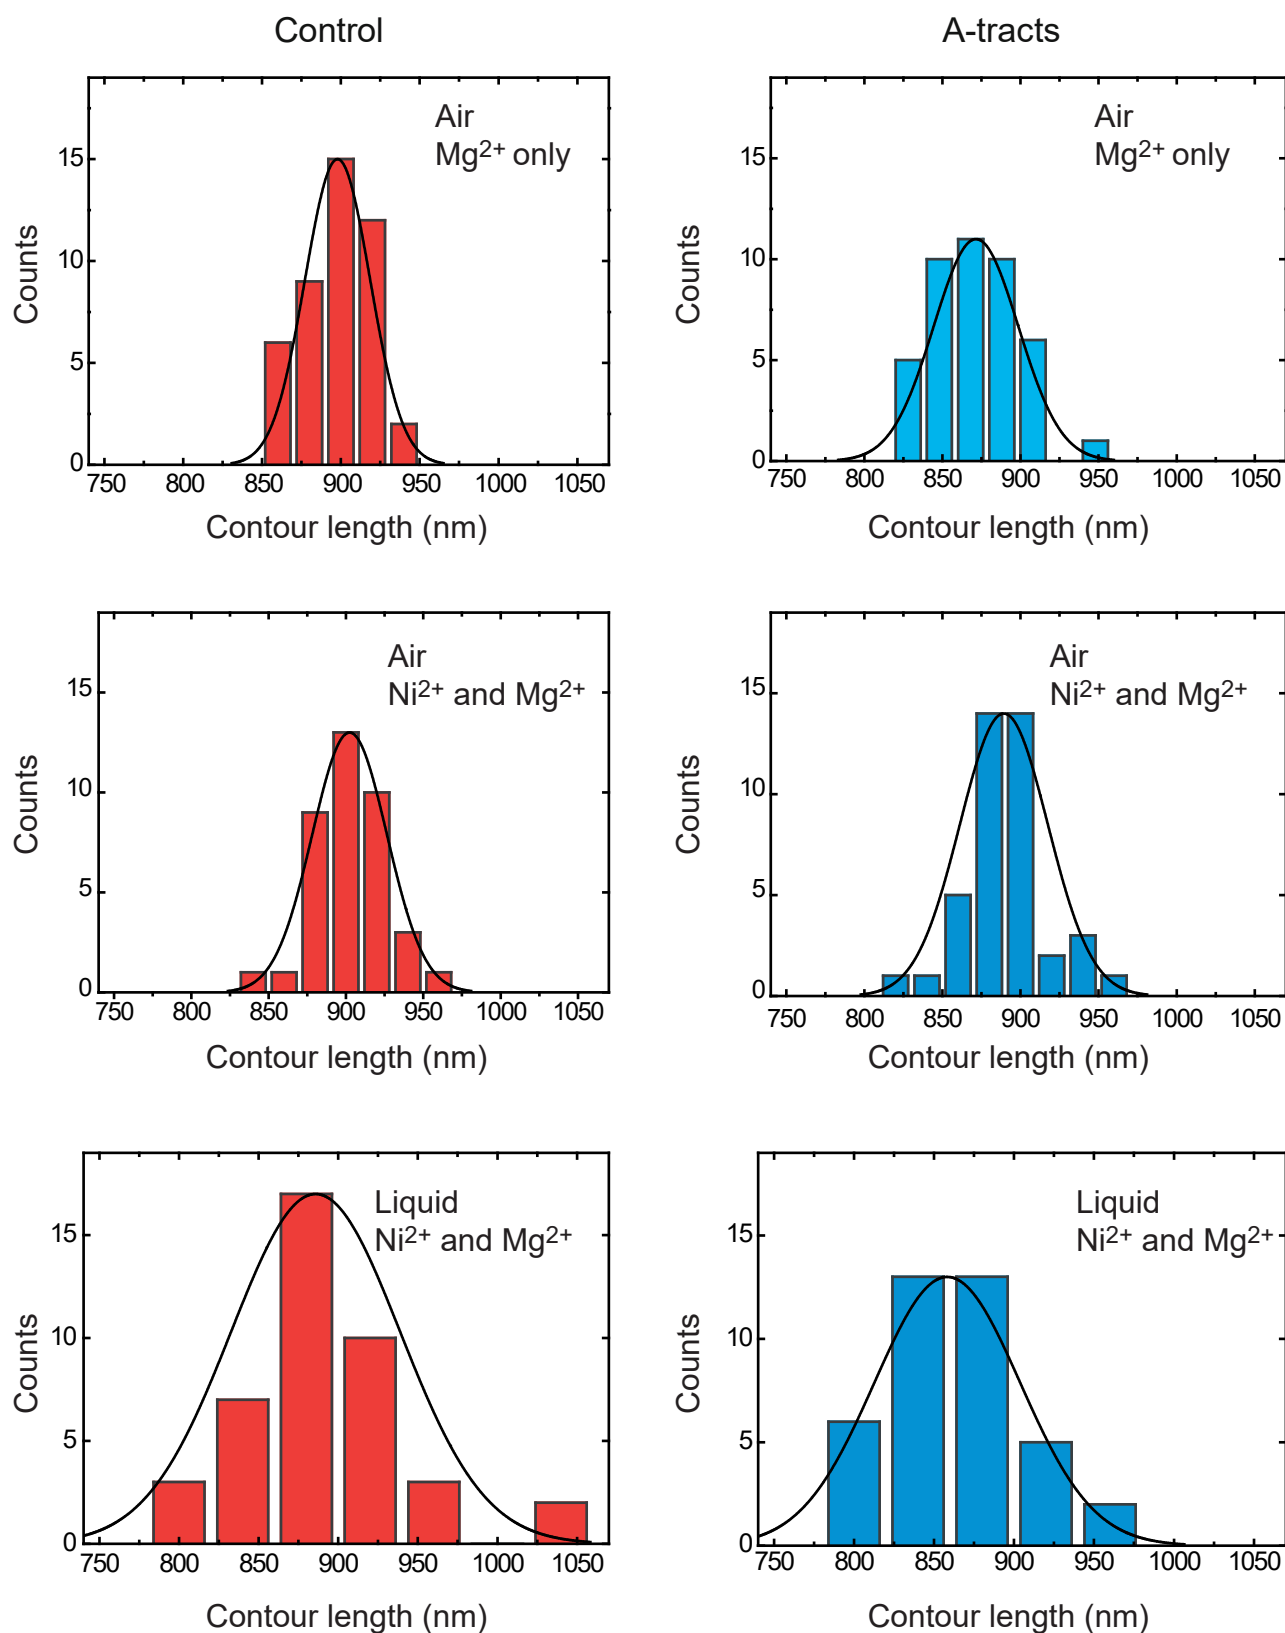 Control
A-tracts
Air
Mg2+ only
15
10
5
0
Counts
750 800 850 900 950 1000 1050
Contour length (nm)
Air
Mg2+ only
15
10
5
0
Counts
750 800 850 900 950 1000 1050
Contour length (nm)
Air
Ni2+ and Mg2+
15
10
5
0
Counts
750 800 850 900 950 1000 1050
Contour length (nm)
Air
Ni2+ and Mg2+
15
10
5
0
Counts
750 800 850 900 950 1000 1050
Contour length (nm)
Liquid
Ni2+ and Mg2+
15
10
5
0
Counts
750 800 850 900 950 1000 1050
Contour length (nm)
Liquid
Ni2+ and Mg2+
15
10
5
0
Counts
750 800 850 900 950 1000 1050
Contour length (nm)